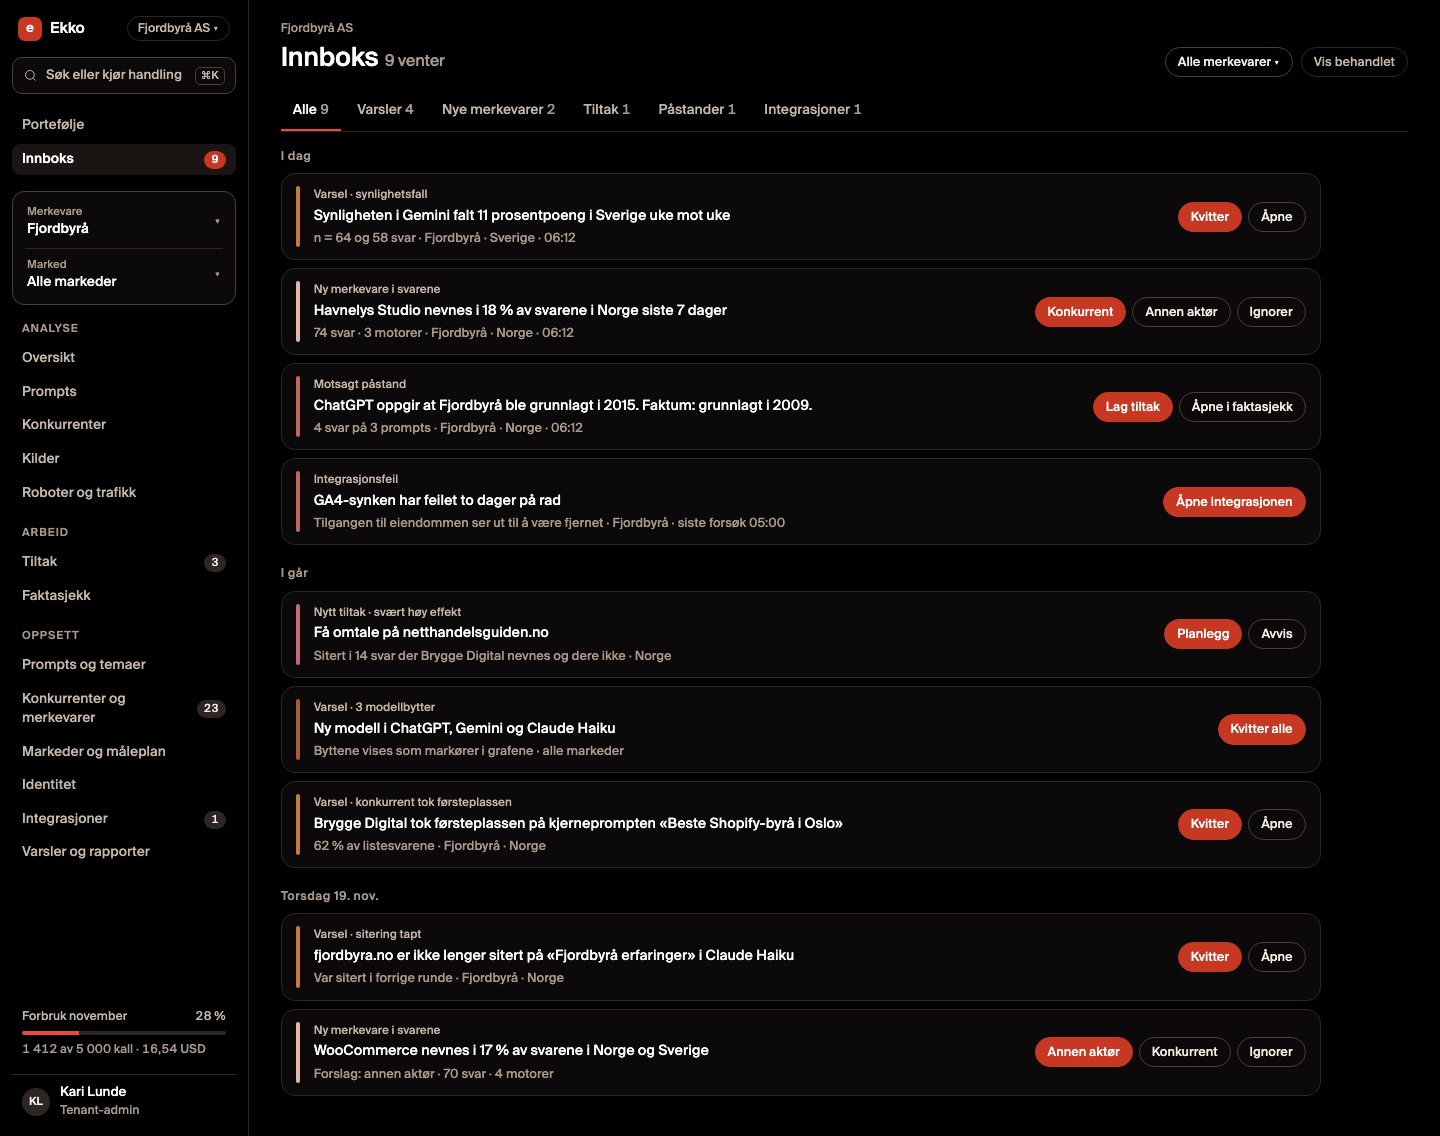 e Ekko
Fjordbyrå AS ▾
Søk eller kjør handling ⌘K
Portefølje
Innboks 9
Merkevare
Fjordbyrå ▾
Marked
Alle markeder ▾
ANALYSE
Oversikt
Prompts
Konkurrenter
Kilder
Roboter og trafikk
ARBEID
Tiltak 3
Faktasjekk
OPPSETT
Prompts og temaer
Konkurrenter og
merkevarer 23
Markeder og måleplan
Identitet
Integrasjoner 1
Varsler og rapporter
Forbruk november 28 %
1 412 av 5 000 kall · 16,54 USD
KL
Kari Lunde
Tenant-admin
Fjordbyrå AS
Innboks 9 venter
Alle merkevarer ▾ Vis behandlet
Alle 9 Varsler 4 Nye merkevarer 2 Tiltak 1 Påstander 1 Integrasjoner 1
I dag
Varsel · synlighetsfall
Synligheten i Gemini falt 11 prosentpoeng i Sverige uke mot uke
n = 64 og 58 svar · Fjordbyrå · Sverige · 06:12
Kvitter Åpne
Ny merkevare i svarene
Havnelys Studio nevnes i 18 % av svarene i Norge siste 7 dager
74 svar · 3 motorer · Fjordbyrå · Norge · 06:12
Konkurrent Annen aktør Ignorer
Motsagt påstand
ChatGPT oppgir at Fjordbyrå ble grunnlagt i 2015. Faktum: grunnlagt i 2009.
4 svar på 3 prompts · Fjordbyrå · Norge · 06:12
Lag tiltak Åpne i faktasjekk
Integrasjonsfeil
GA4-synken har feilet to dager på rad
Tilgangen til eiendommen ser ut til å være fjernet · Fjordbyrå · siste forsøk 05:00
Åpne integrasjonen
I går
Nytt tiltak · svært høy effekt
Få omtale på netthandelsguiden.no
Sitert i 14 svar der Brygge Digital nevnes og dere ikke · Norge
Planlegg Avvis
Varsel · 3 modellbytter
Ny modell i ChatGPT, Gemini og Claude Haiku
Byttene vises som markører i grafene · alle markeder
Kvitter alle
Varsel · konkurrent tok førsteplassen
Brygge Digital tok førsteplassen på kjerneprompten «Beste Shopify-byrå i Oslo»
62 % av listesvarene · Fjordbyrå · Norge
Kvitter Åpne
Torsdag 19. nov.
Varsel · sitering tapt
fjordbyra.no er ikke lenger sitert på «Fjordbyrå erfaringer» i Claude Haiku
Var sitert i forrige runde · Fjordbyrå · Norge
Kvitter Åpne
Ny merkevare i svarene
WooCommerce nevnes i 17 % av svarene i Norge og Sverige
Forslag: annen aktør · 70 svar · 4 motorer
Annen aktør Konkurrent Ignorer